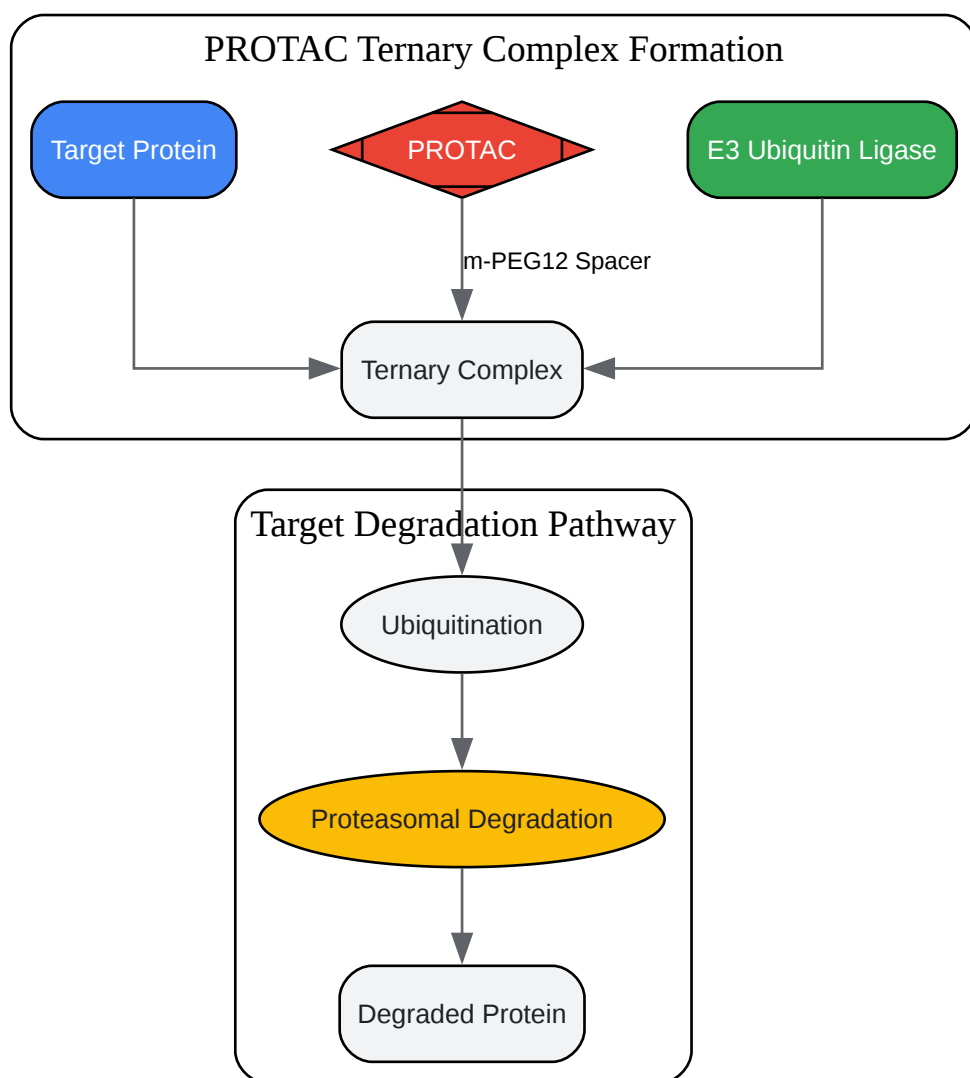 PROTAC Ternary Complex Formation
Target Protein
PROTAC
E3 Ubiquitin Ligase
m-PEG12 Spacer
Ternary Complex
Target Degradation Pathway
Ubiquitination
Proteasomal Degradation
Degraded Protein